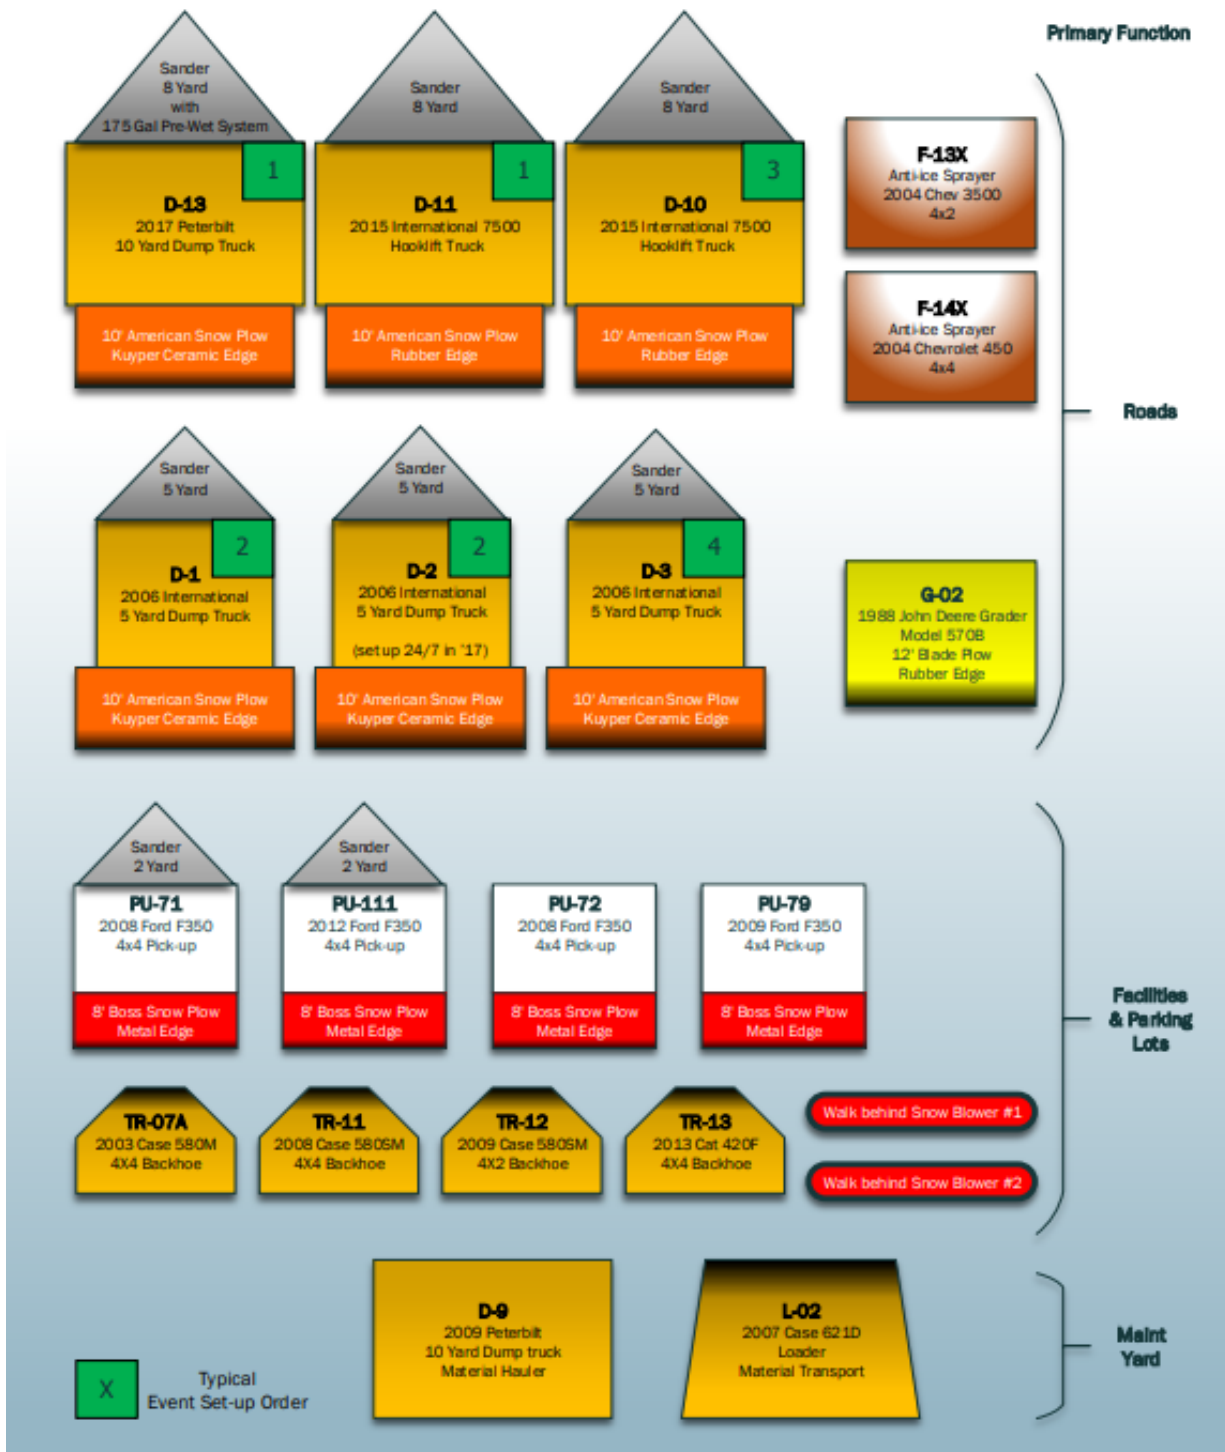 Primary Function
Sander
8 Yard
with
175 Gal Pre-Wet System
1
D-13
2017 Peterbilt
10 Yard Dump Truck
10' American Snow Plow
Kuyper Ceramic Edge
Sander
8 Yard
1
D-11
2015 International 7500
Hooklift Truck
10' American Snow Plow
Rubber Edge
Sander
8 Yard
3
D-10
2015 International 7500
Hooklift Truck
10' American Snow Plow
Rubber Edge
F-13X
Anti-ice Sprayer
2004 Chev 3500
4x2
F-14X
Anti-ice Sprayer
2004 Chevrolet 450
4x4
Roads
Sander
5 Yard
2
D-1
2006 International
5 Yard Dump Truck
10' American Snow Plow
Kuyper Ceramic Edge
Sander
5 Yard
2
D-2
2006 International
5 Yard Dump Truck
(set up 24/7 in '17)
10' American Snow Plow
Kuyper Ceramic Edge
Sander
5 Yard
4
D-3
2006 International
5 Yard Dump Truck
10' American Snow Plow
Kuyper Ceramic Edge
G-02
1988 John Deere Grader
Model 570B
12' Blade Plow
Rubber Edge
Sander
2 Yard
PU-71
2008 Ford F350
4x4 Pick-up
8' Boss Snow Plow
Metal Edge
Sander
2 Yard
PU-111
2012 Ford F350
4x4 Pick-up
8' Boss Snow Plow
Metal Edge
PU-72
2008 Ford F350
4x4 Pick-up
8' Boss Snow Plow
Metal Edge
PU-79
2009 Ford F350
4x4 Pick-up
8' Boss Snow Plow
Metal Edge
Facilities
& Parking
Lots
TR-07A
2003 Case 580M
4X4 Backhoe
TR-11
2008 Case 580SM
4X4 Backhoe
TR-12
2009 Case 580SM
4X2 Backhoe
TR-13
2013 Cat 420F
4X4 Backhoe
Walk behind Snow Blower #1
Walk behind Snow Blower #2
D-9
2009 Peterbilt
10 Yard Dump truck
Material Hauler
L-02
2007 Case 621D
Loader
Material Transport
Maint
Yard
X
Typical
Event Set-up Order